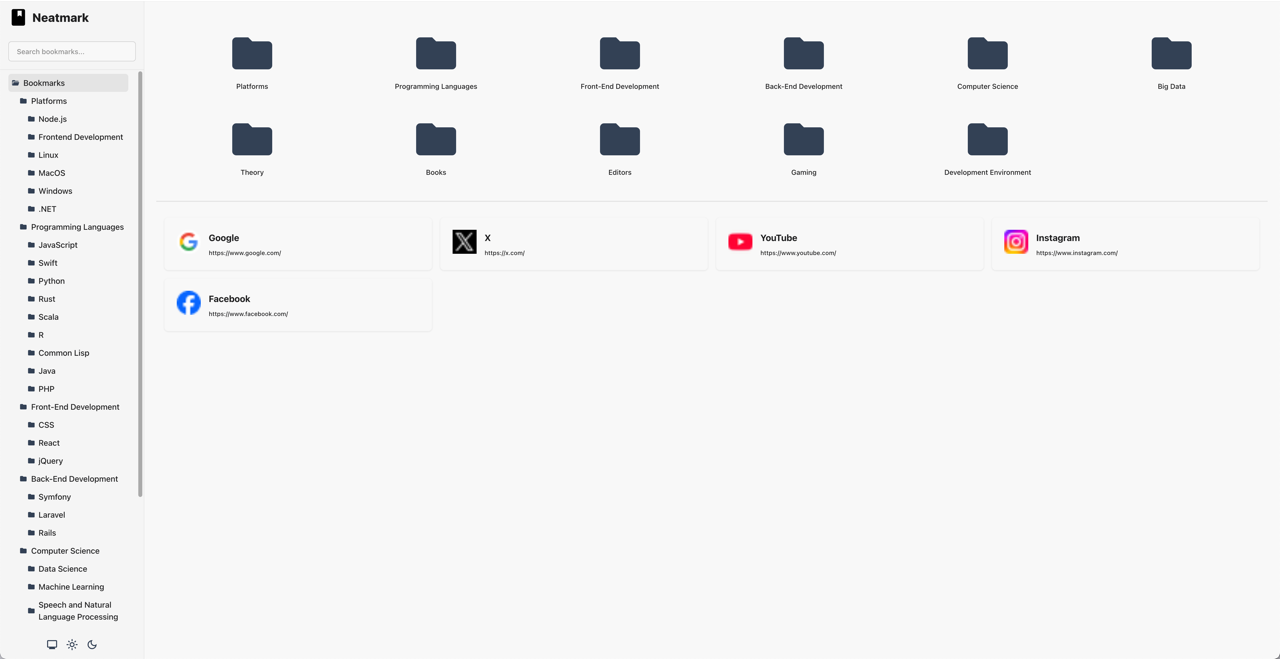 Neatmark
Search bookmarks...
Bookmarks
Platforms
Node.js
Frontend Development
Linux
MacOS
Windows
.NET
Programming Languages
JavaScript
Swift
Python
Rust
Scala
R
Common Lisp
Java
PHP
Front-End Development
CSS
React
jQuery
Back-End Development
Symfony
Laravel
Rails
Computer Science
Data Science
Machine Learning
Speech and Natural
Language Processing
Platforms
Programming Languages
Front-End Development
Back-End Development
Computer Science
Big Data
Theory
Books
Editors
Gaming
Development Environment
Google
https://www.google.com/
X
https://x.com/
YouTube
https://www.youtube.com/
Instagram
https://www.instagram.com/
Facebook
https://www.facebook.com/